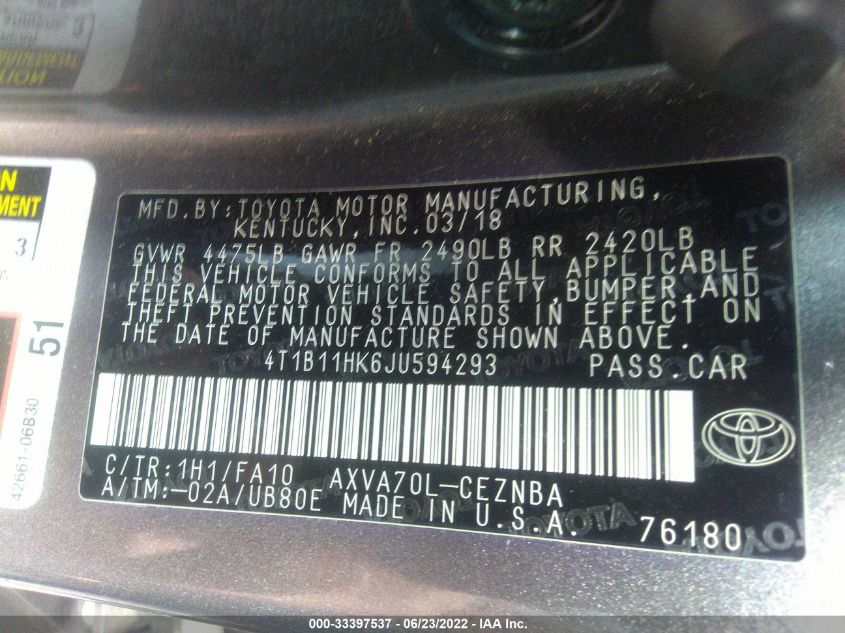 MFD.BY:TOYOTA MOTOR MANUFACTURING,
KENTUCKY,INC.03/18
GVWR 4475LB GAWR FR 2490LB RR 2420LB
THIS VEHICLE CONFORMS TO ALL APPLICABLE
FEDERAL MOTOR VEHICLE SAFETY,BUMPER,AND
THEFT PREVENTION STANDARDS IN EFFECT ON
THE DATE OF MANUFACTURE SHOWN ABOVE.
4T1B11HK6JU594293 PASS.CAR
C/TR:1H1/FA10 AXVA70L-CEZNBA
A/TM:-02A/UB80E MADE IN U.S.A. 76180
TOYOTA
3
51
42661-06B30
000-33397537 - 06/23/2022 - IAA Inc.